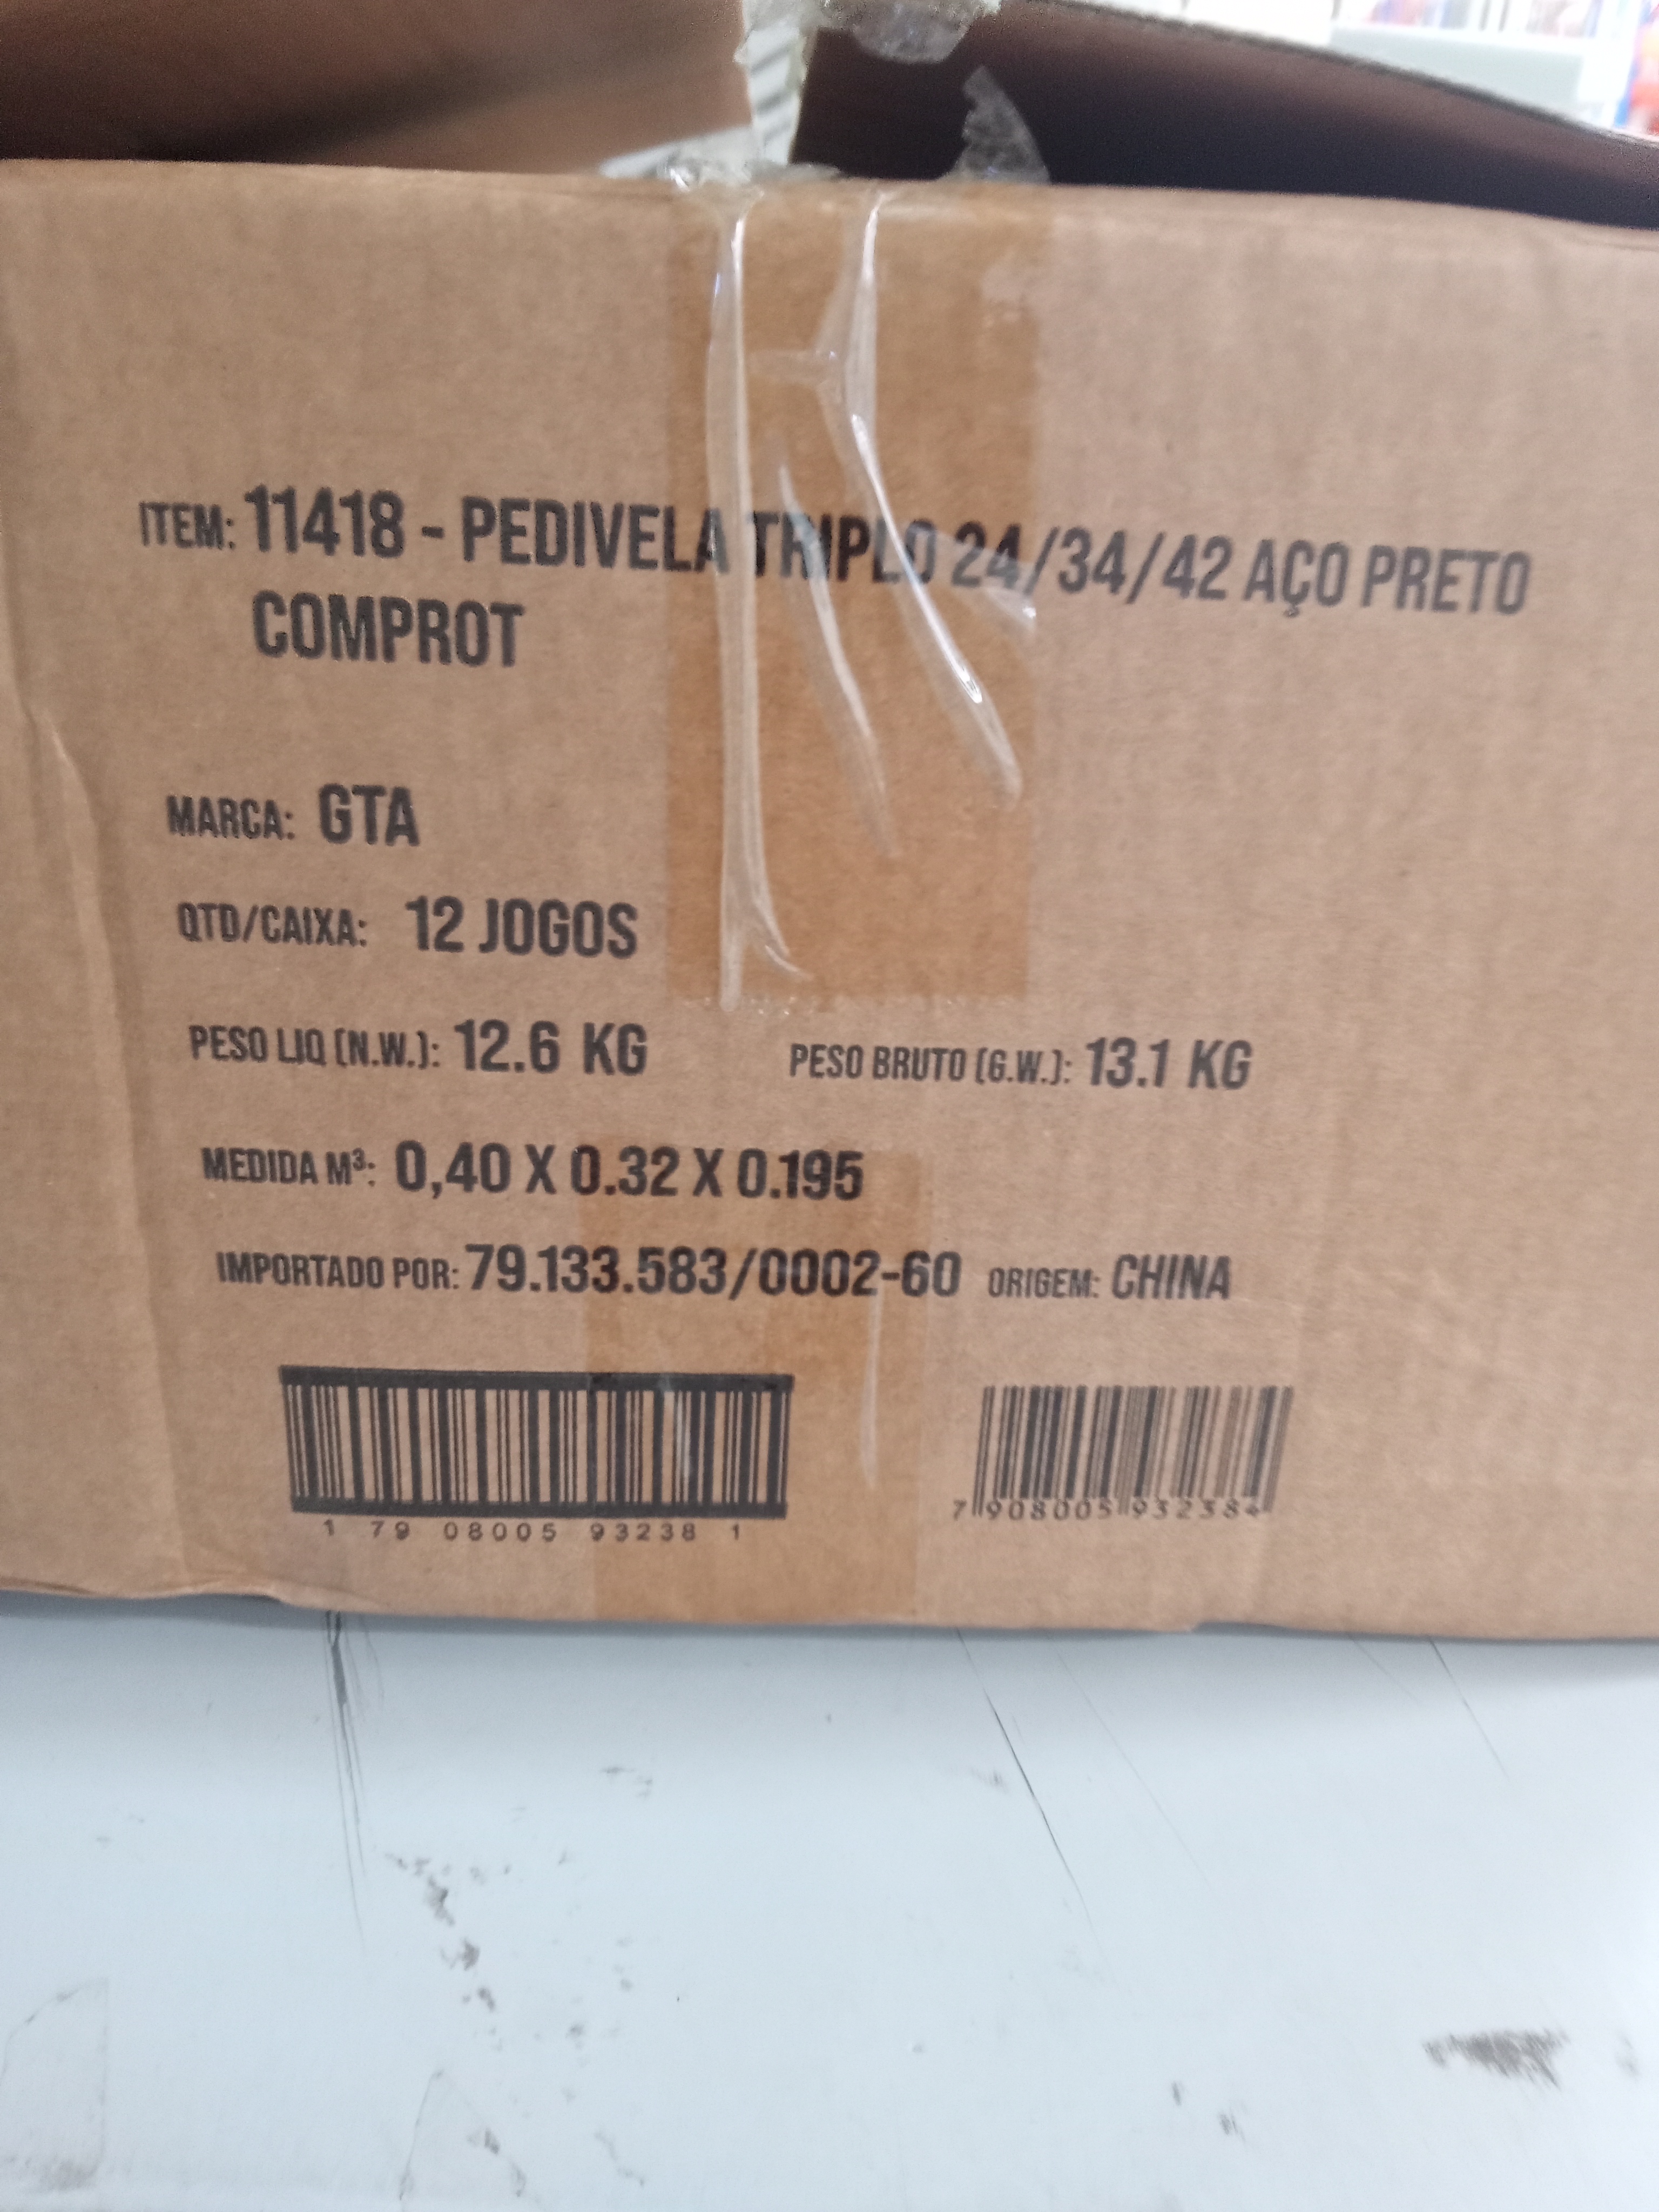 ITEM: 11418 - PEDIVELA TRIPLO 24/34/42 AÇO PRETO
COMPROT
MARCA: GTA
QTD/CAIXA: 12 JOGOS
PESO LIQ (N.W.): 12.6 KG PESO BRUTO (G.W.): 13.1 KG
MEDIDA M³: 0,40 X 0.32 X 0.195
IMPORTADO POR: 79.133.583/0002-60 ORIGEM: CHINA
1 79 08005 93238 1
7 908005 932384